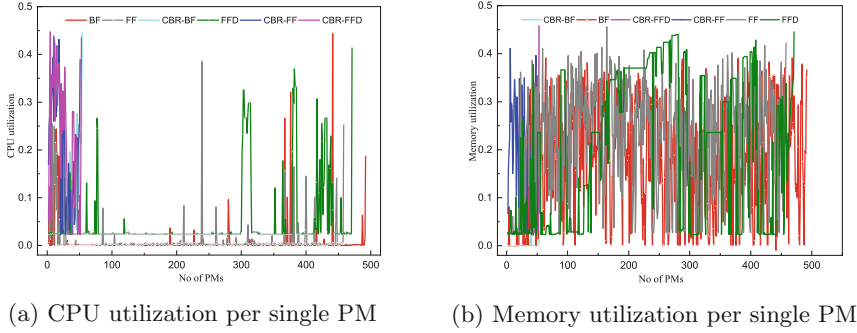 BF FF CBR-BF FFD CBR-FF CBR-FFD
CPU utilization
0.5
0.4
0.3
0.2
0.1
0.0
0 100 200 300 400 500
No of PMs
(a) CPU utilization per single PM
CBR-BF BF CBR-FFD CBR-FF FF FFD
Memory utilization
0.5
0.4
0.3
0.2
0.1
0.0
0 100 200 300 400 500
No of PMs
(b) Memory utilization per single PM